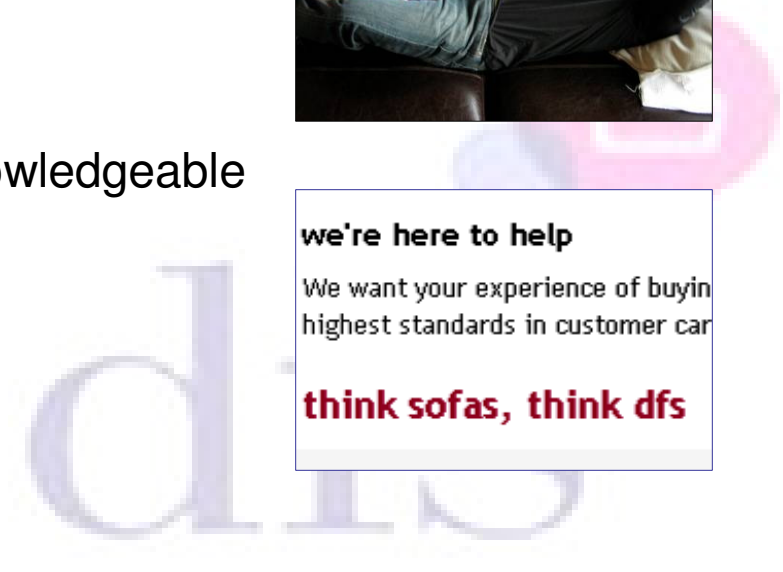 owledgeable
we're here to help
We want your experience of buyin
highest standards in customer car
think sofas, think dfs
dfs